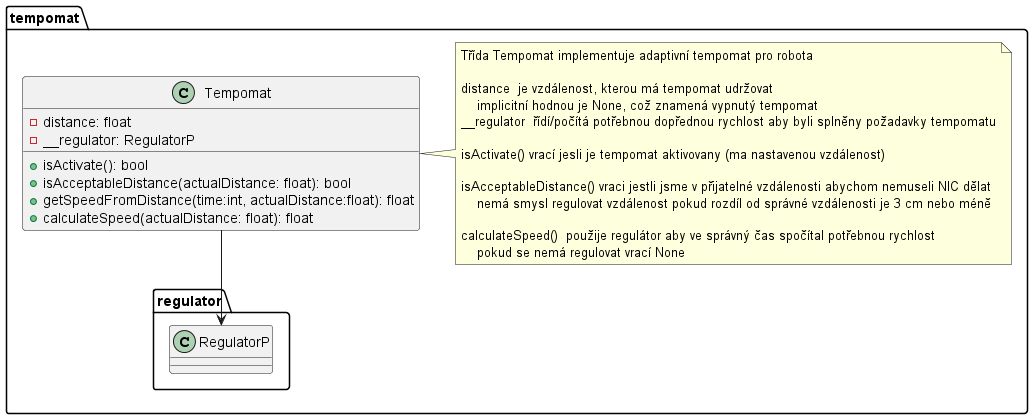 tempomat
Třída Tempomat implementuje adaptivní tempomat pro robota
distance  je vzdálenost, kterou má tempomat udržovat
implicitní hodnou je None, což znamená vypnutý tempomat
__regulator  řídí/počítá potřebnou dopřednou rychlost aby byli splněny požadavky tempomatu
isActivate() vrací jesli je tempomat aktivovany (ma nastavenou vzdálenost)
isAcceptableDistance() vraci jestli jsme v přijatelné vzdálenosti abychom nemuseli NIC dělat
nemá smysl regulovat vzdálenost pokud rozdíl od správné vzdálenosti je 3 cm nebo méně
calculateSpeed()  použije regulátor aby ve správný čas spočítal potřebnou rychlost
pokud se nemá regulovat vrací None
C Tempomat
distance: float
__regulator: RegulatorP
isActivate(): bool
isAcceptableDistance(actualDistance: float): bool
getSpeedFromDistance(time:int, actualDistance:float): float
calculateSpeed(actualDistance: float): float
regulator
C RegulatorP